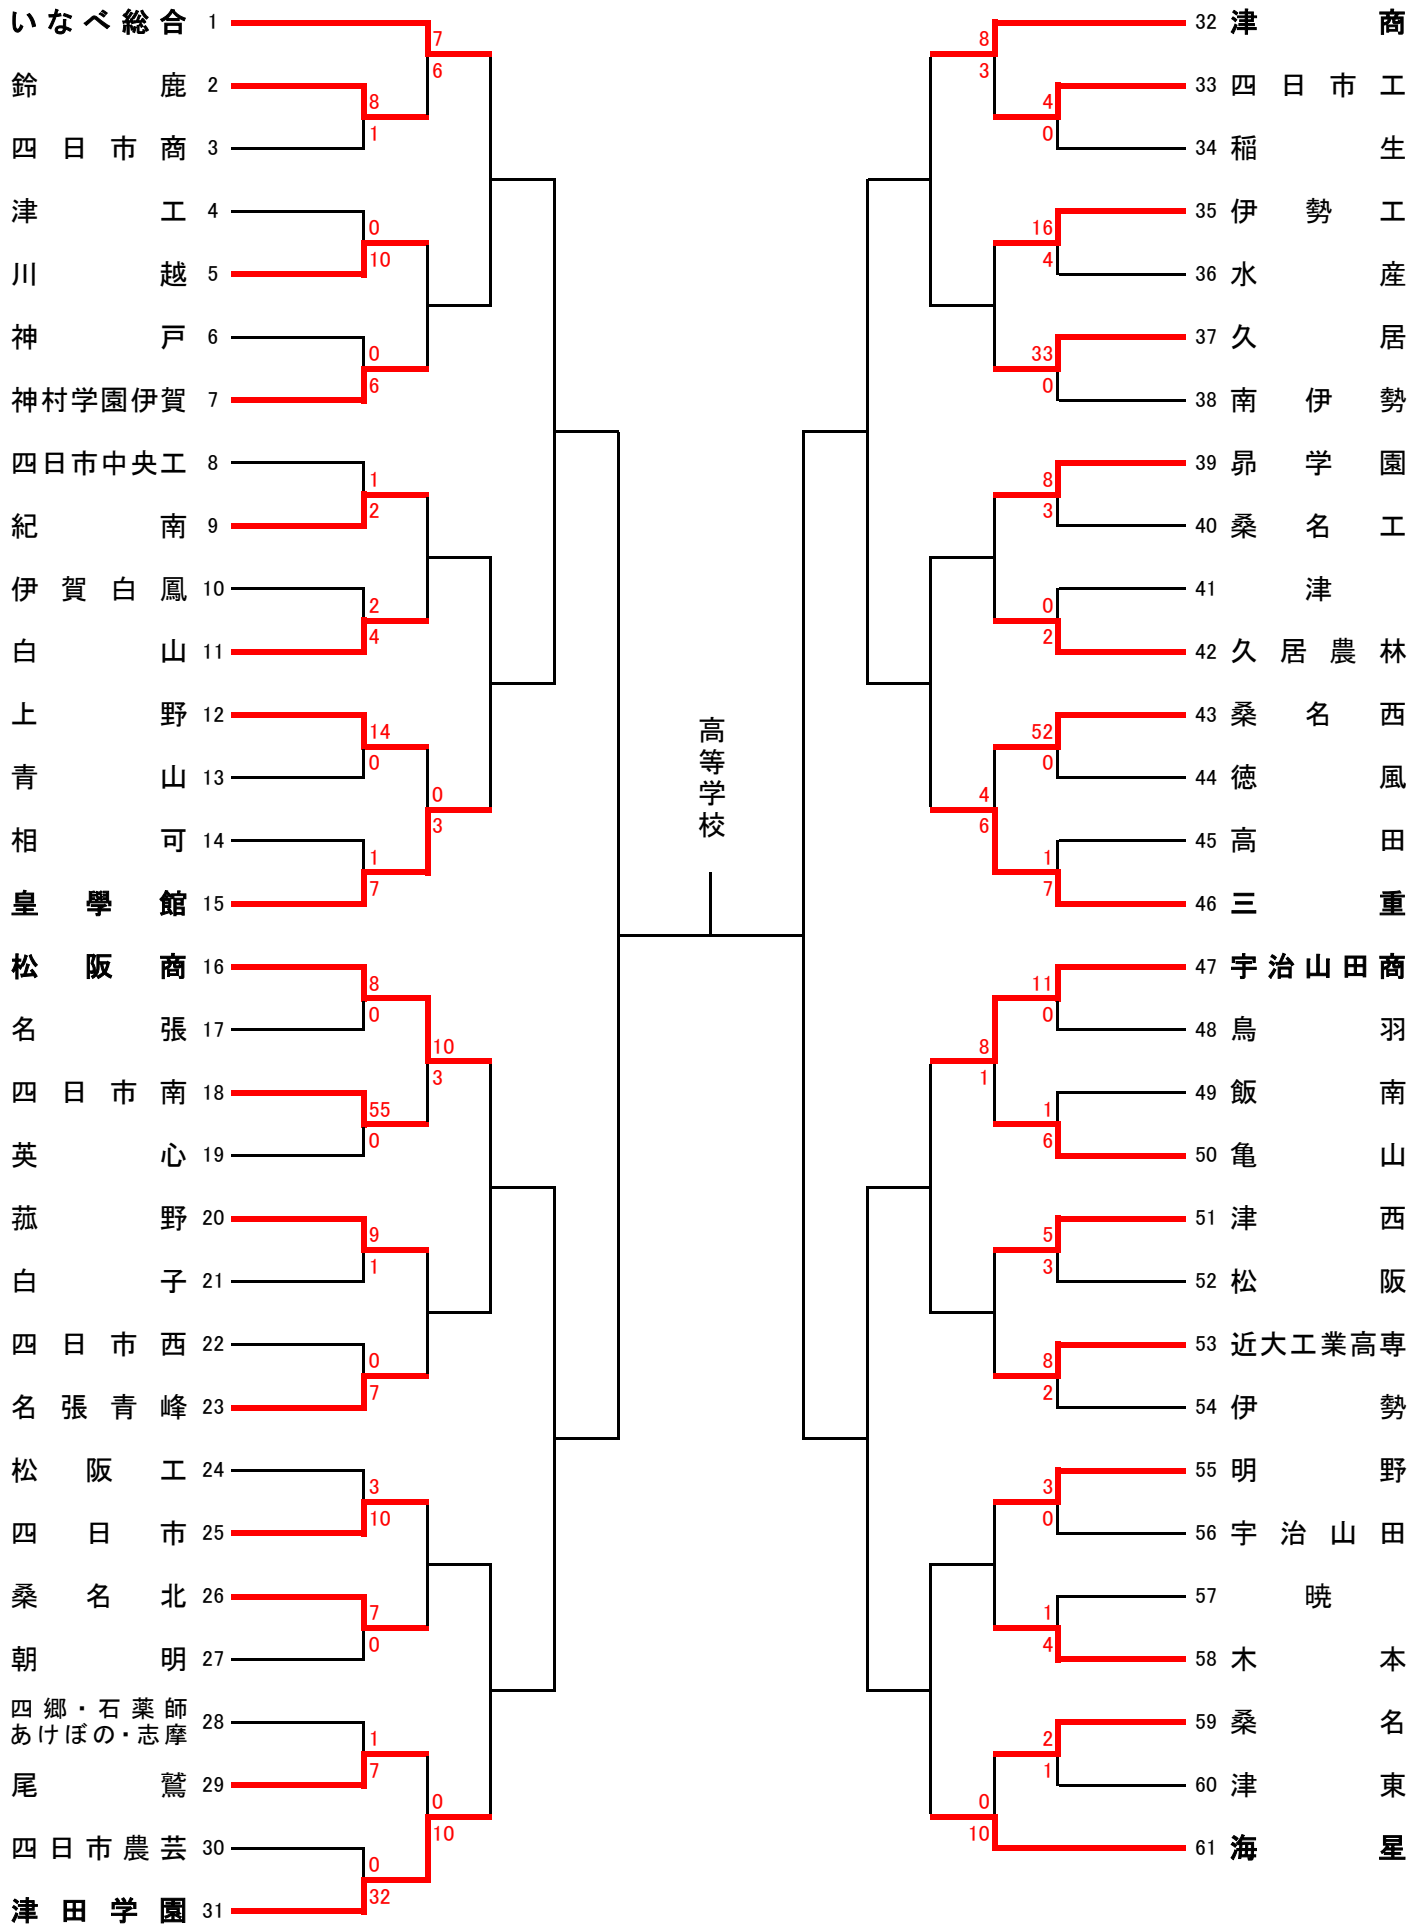 いなべ総合 1
鈴鹿 2
四日市商 3
津工 4
川越 5
神戸 6
神村学園伊賀 7
四日市中央工 8
紀南 9
伊賀白鳳 10
白山 11
上野 12
青山 13
相可 14
皇學館 15
松阪商 16
名張 17
四日市南 18
英心 19
菰野 20
白子 21
四日市西 22
名張青峰 23
松阪工 24
四日市 25
桑名北 26
朝明 27
四郷・石薬師
あけぼの・志摩 28
尾鷲 29
四日市農芸 30
津田学園 31
7
6
8
1
0
10
0
6
1
2
2
4
14
0
0
3
1
7
8
0
10
3
55
0
9
1
0
7
3
10
7
0
1
7
0
10
0
32
高等学校
8
3
4
0
16
4
33
0
8
3
0
2
52
0
4
6
1
7
11
0
8
1
1
6
5
3
8
2
3
0
1
4
2
1
0
10
32 津商
33 四日市工
34 稲生
35 伊勢工
36 水産
37 久居
38 南伊勢
39 昴学園
40 桑名工
41 津
42 久居農林
43 桑名西
44 徳風
45 高田
46 三重
47 宇治山田商
48 鳥羽
49 飯南
50 亀山
51 津西
52 松阪
53 近大工業高専
54 伊勢
55 明野
56 宇治山田
57 暁
58 木本
59 桑名
60 津東
61 海星